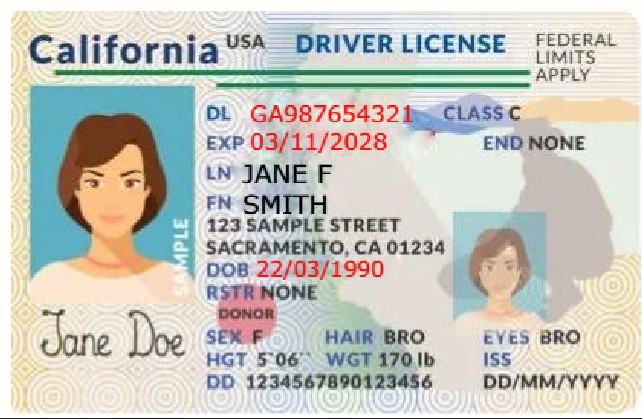 California USA DRIVER LICENSE FEDERAL
LIMITS
APPLY
DL GA987654321 CLASS C
EXP 03/11/2028 END NONE
LN JANE F
FN SMITH
123 SAMPLE STREET
SACRAMENTO, CA 01234
DOB 22/03/1990
RSTR NONE
DONOR
SAMPLE
Jane Doe
SEX F HAIR BRO EYES BRO
HGT 5'06'' WGT 170 lb ISS
DD 1234567890123456 DD/MM/YYYY